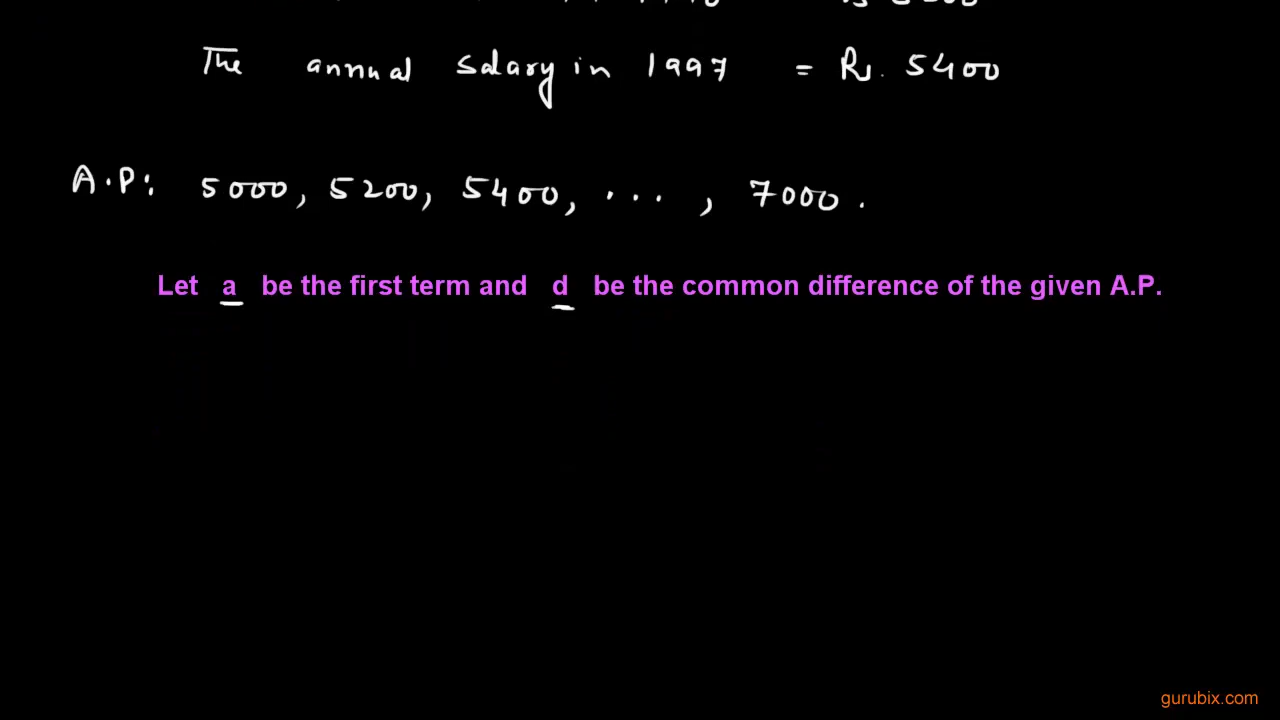 The annual salary in 1997 = Rs. 5400
A.P: 5000, 5200, 5400, ..., 7000.
Let a be the first term and d be the common difference of the given A.P.
gurubix.com